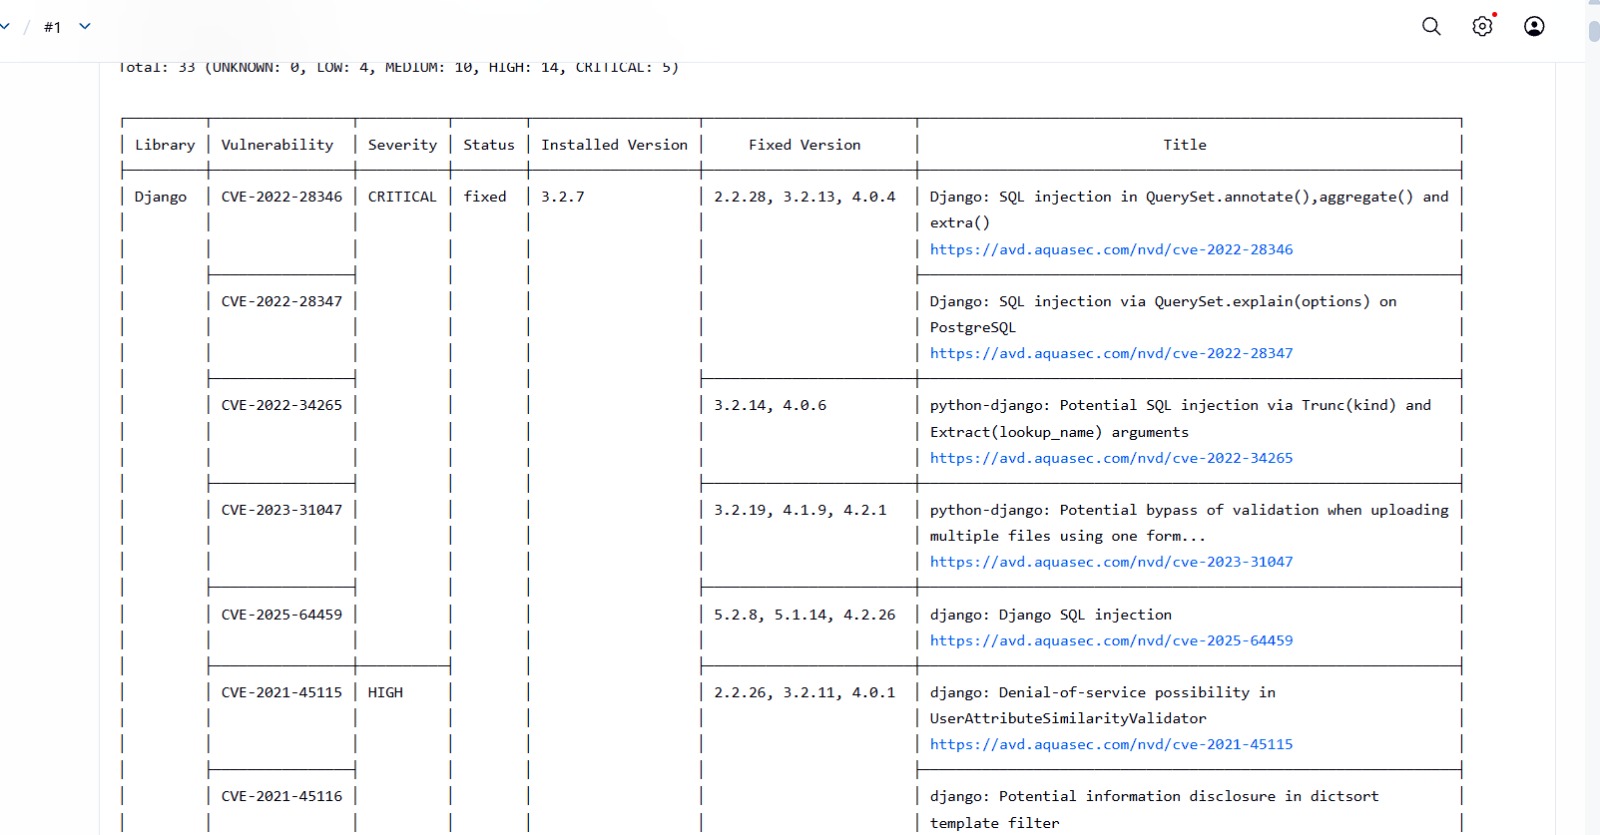 / #1
Total: 33 (UNKNOWN: 0, LOW: 4, MEDIUM: 10, HIGH: 14, CRITICAL: 5)
Library Vulnerability Severity Status Installed Version Fixed Version Title
Django CVE-2022-28346 CRITICAL fixed 3.2.7 2.2.28, 3.2.13, 4.0.4 Django: SQL injection in QuerySet.annotate(),aggregate() and
extra()
https://avd.aquasec.com/nvd/cve-2022-28346
CVE-2022-28347 Django: SQL injection via QuerySet.explain(options) on
PostgreSQL
https://avd.aquasec.com/nvd/cve-2022-28347
CVE-2022-34265 3.2.14, 4.0.6 python-django: Potential SQL injection via Trunc(kind) and
Extract(lookup_name) arguments
https://avd.aquasec.com/nvd/cve-2022-34265
CVE-2023-31047 3.2.19, 4.1.9, 4.2.1 python-django: Potential bypass of validation when uploading
multiple files using one form...
https://avd.aquasec.com/nvd/cve-2023-31047
CVE-2025-64459 5.2.8, 5.1.14, 4.2.26 django: Django SQL injection
https://avd.aquasec.com/nvd/cve-2025-64459
CVE-2021-45115 HIGH 2.2.26, 3.2.11, 4.0.1 django: Denial-of-service possibility in
UserAttributeSimilarityValidator
https://avd.aquasec.com/nvd/cve-2021-45115
CVE-2021-45116 django: Potential information disclosure in dictsort
template filter